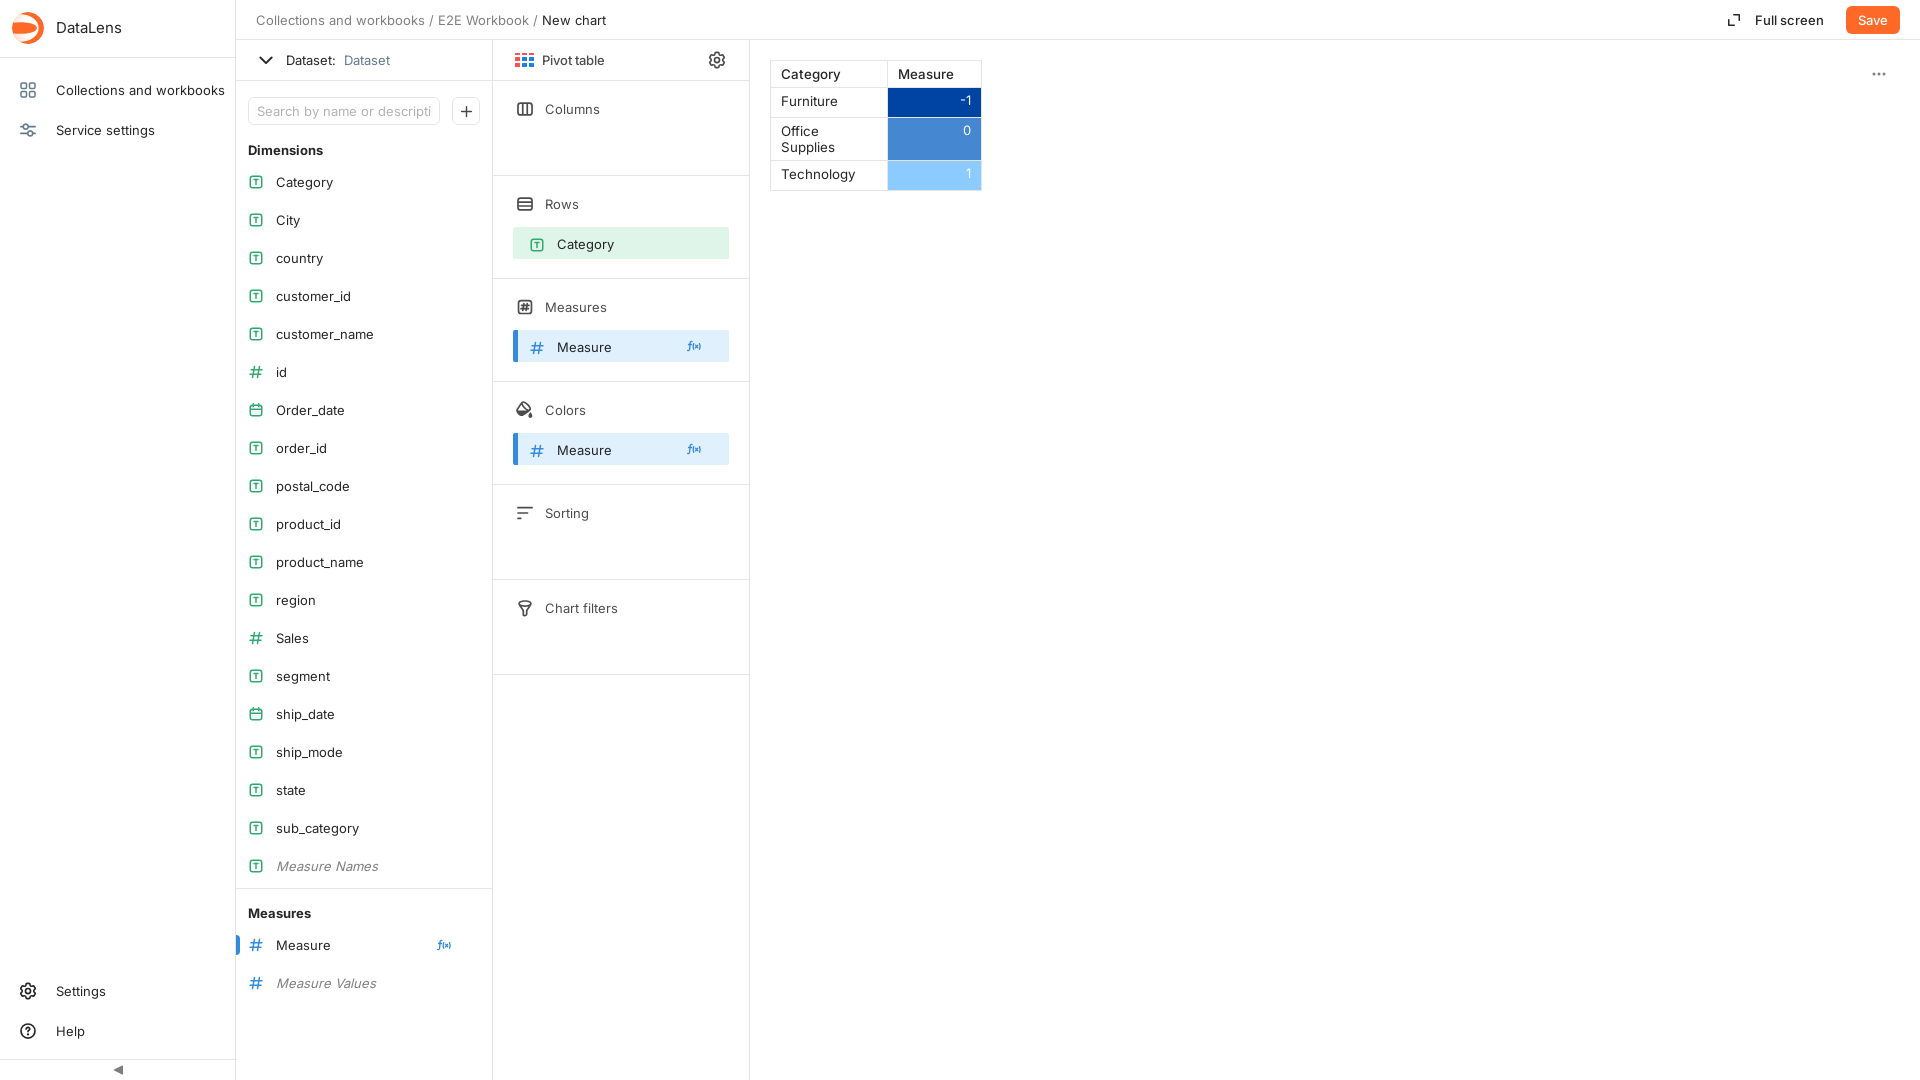 DataLens
Collections and workbooks
Service settings
Settings
Help
Collections and workbooks / E2E Workbook / New chart
Full screen
Save
Dataset: Dataset
Search by name or descripti
Dimensions
Category
City
country
customer_id
customer_name
id
Order_date
order_id
postal_code
product_id
product_name
region
Sales
segment
ship_date
ship_mode
state
sub_category
Measure Names
Measures
Measure
Measure Values
Pivot table
Columns
Rows
Category
Measures
Measure
Colors
Measure
Sorting
Chart filters
Category Measure
Furniture -1
Office 0
Supplies
Technology 1